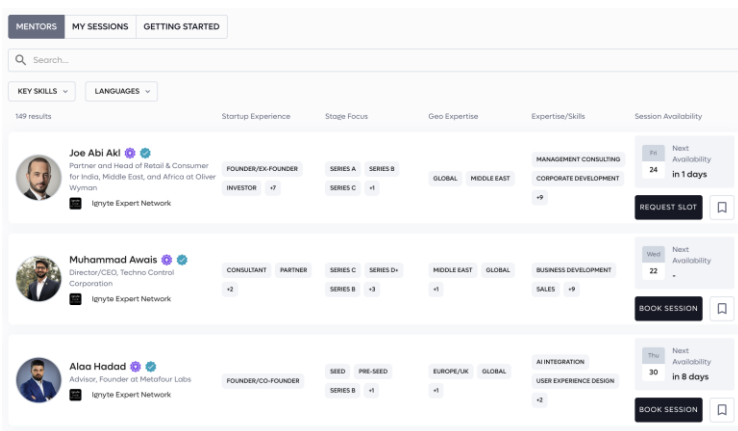 MENTORS MY SESSIONS GETTING STARTED
Search...
KEY SKILLS LANGUAGES
149 results Startup Experience Stage Focus Geo Expertise Expertise/Skills Session Availability
Joe Abi Akl
Partner and Head of Retail & Consumer
for India, Middle East, and Africa at Oliver
Wyman
Ignyte Expert Network
FOUNDER/EX-FOUNDER
INVESTOR +7
SERIES A SERIES B
SERIES C +1
GLOBAL MIDDLE EAST
MANAGEMENT CONSULTING
CORPORATE DEVELOPMENT
+9
Fri
24
Next
Availability
in 1 days
REQUEST SLOT
Muhammad Awais
Director/CEO, Techno Control
Corporation
Ignyte Expert Network
CONSULTANT PARTNER
+2
SERIES C SERIES D+
SERIES B +3
MIDDLE EAST GLOBAL
+1
BUSINESS DEVELOPMENT
SALES +9
Wed
22
Next
Availability
-
BOOK SESSION
Alaa Hadad
Advisor, Founder at Metafour Labs
Ignyte Expert Network
FOUNDER/CO-FOUNDER
SEED PRE-SEED
SERIES B +1
EUROPE/UK GLOBAL
+1
AI INTEGRATION
USER EXPERIENCE DESIGN
+2
Thu
30
Next
Availability
in 8 days
BOOK SESSION